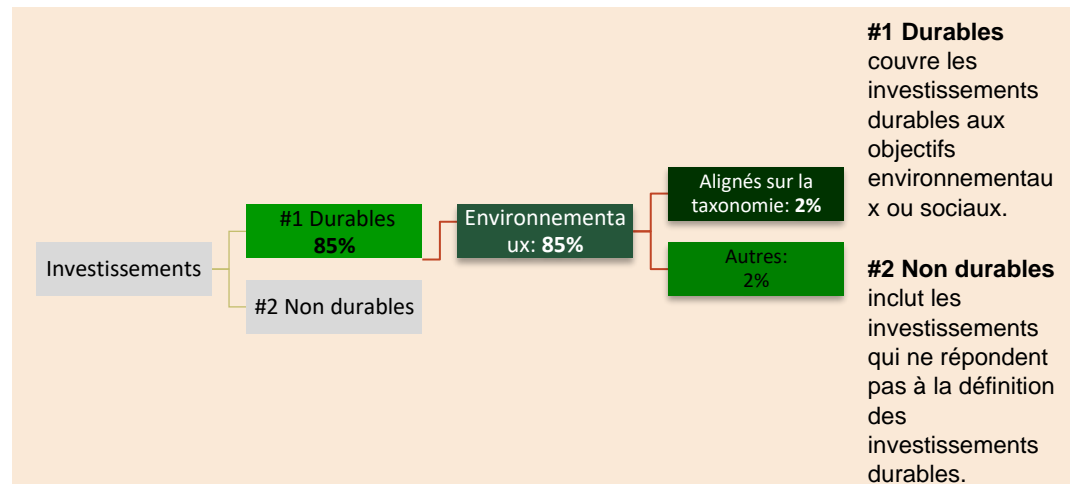 Investissements
#1 Durables
85%
#2 Non durables
Environnementa
ux: 85%
Alignés sur la
taxonomie: 2%
Autres:
2%
#1 Durables
couvre les
investissements
durables aux
objectifs
environnementau
x ou sociaux.
#2 Non durables
inclut les
investissements
qui ne répondent
pas à la définition
des
investissements
durables.